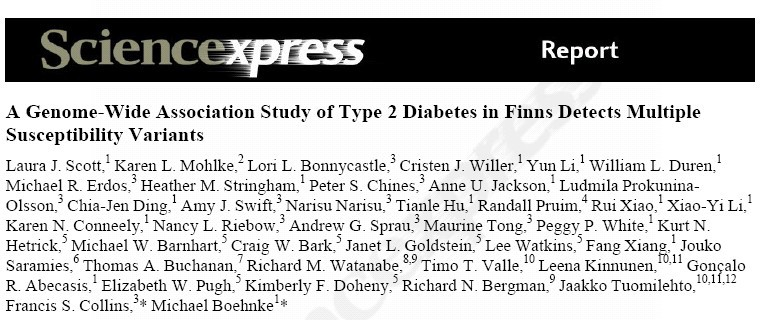 Sciencexpress Report
A Genome-Wide Association Study of Type 2 Diabetes in Finns Detects Multiple
Susceptibility Variants
Laura J. Scott,1 Karen L. Mohlke,2 Lori L. Bonnycastle,3 Cristen J. Willer,1 Yun Li,1 William L. Duren,1
Michael R. Erdos,3 Heather M. Stringham,1 Peter S. Chines,3 Anne U. Jackson,1 Ludmila Prokunina-
Olsson,3 Chia-Jen Ding,1 Amy J. Swift,3 Narisu Narisu,3 Tianle Hu,1 Randall Pruim,4 Rui Xiao,1 Xiao-Yi Li,1
Karen N. Conneely,1 Nancy L. Riebow,3 Andrew G. Sprau,3 Maurine Tong,3 Peggy P. White,1 Kurt N.
Hetrick,5 Michael W. Barnhart,5 Craig W. Bark,5 Janet L. Goldstein,5 Lee Watkins,5 Fang Xiang,1 Jouko
Saramies,6 Thomas A. Buchanan,7 Richard M. Watanabe,8,9 Timo T. Valle,10 Leena Kinnunen,10,11 Gonçalo
R. Abecasis,1 Elizabeth W. Pugh,5 Kimberly F. Doheny,5 Richard N. Bergman,9 Jaakko Tuomilehto,10,11,12
Francis S. Collins,3* Michael Boehnke1*